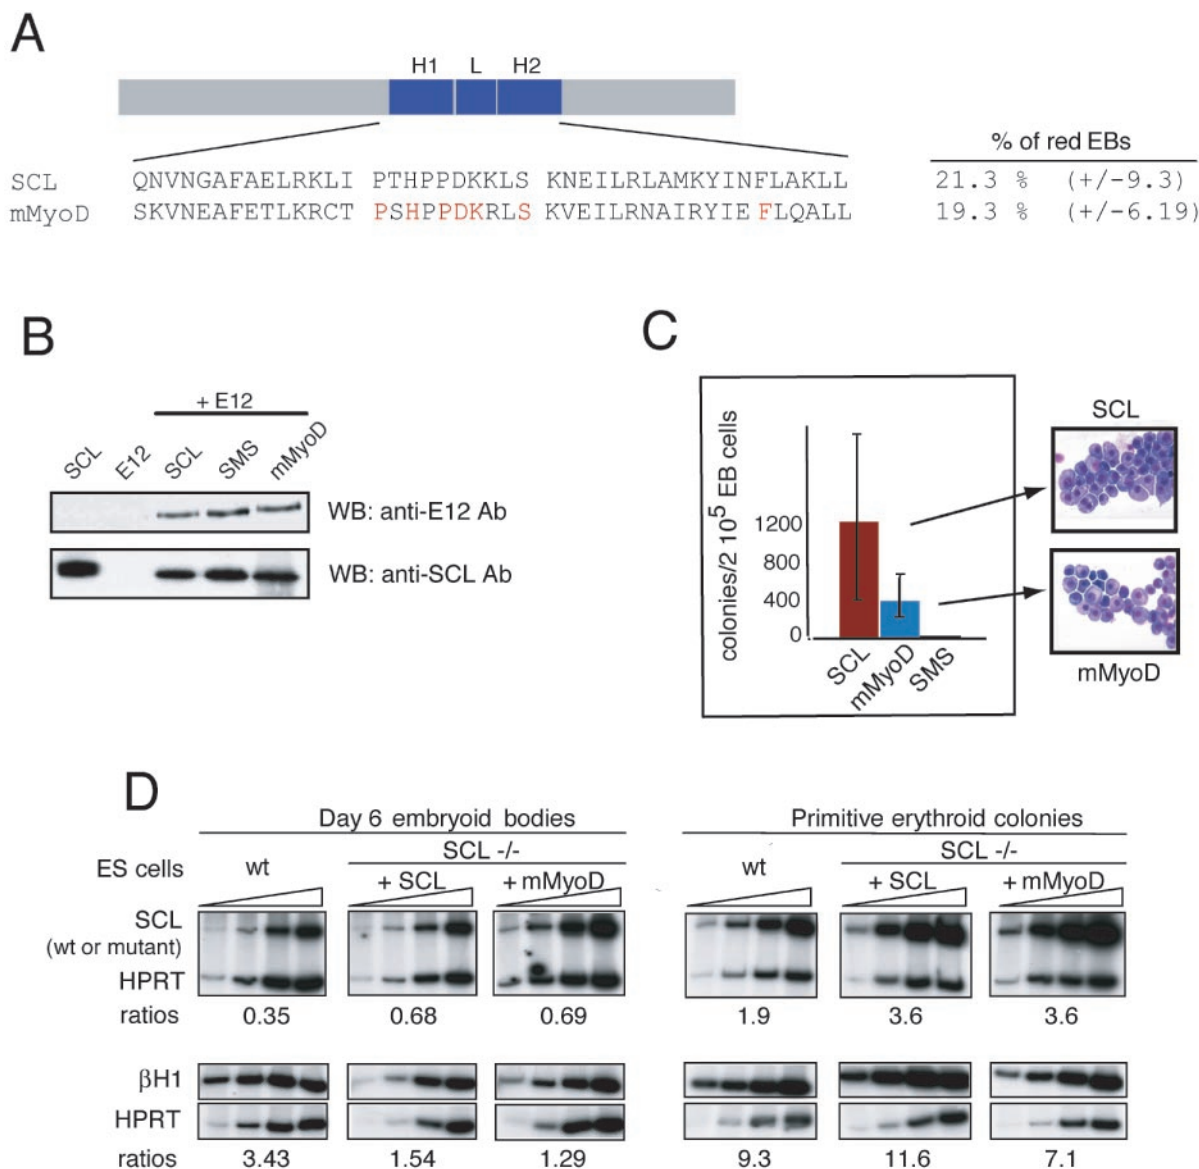 A
H1 L H2
% of red EBs
SCL QNVNGAFAELRKLI PTHPPDKKLS KNEILRLAMKYINFLAKLL 21.3 % (+/-9.3)
mMyoD SKVNEAFETLKRCT PSHPPDKRLS KVEILRNAIRYIEFLQALL 19.3 % (+/-6.19)
B
+ E12
SCL E12 SCL SMS mMyoD
WB: anti-E12 Ab
WB: anti-SCL Ab
C
colonies/2 10⁵ EB cells
1200
800
400
0
SCL mMyoD SMS
SCL
mMyoD
D
Day 6 embryoid bodies Primitive erythroid colonies
ES cells wt SCL -/- wt SCL -/-
+ SCL + mMyoD + SCL + mMyoD
SCL
(wt or mutant)
HPRT
ratios 0.35 0.68 0.69 1.9 3.6 3.6
βH1
HPRT
ratios 3.43 1.54 1.29 9.3 11.6 7.1